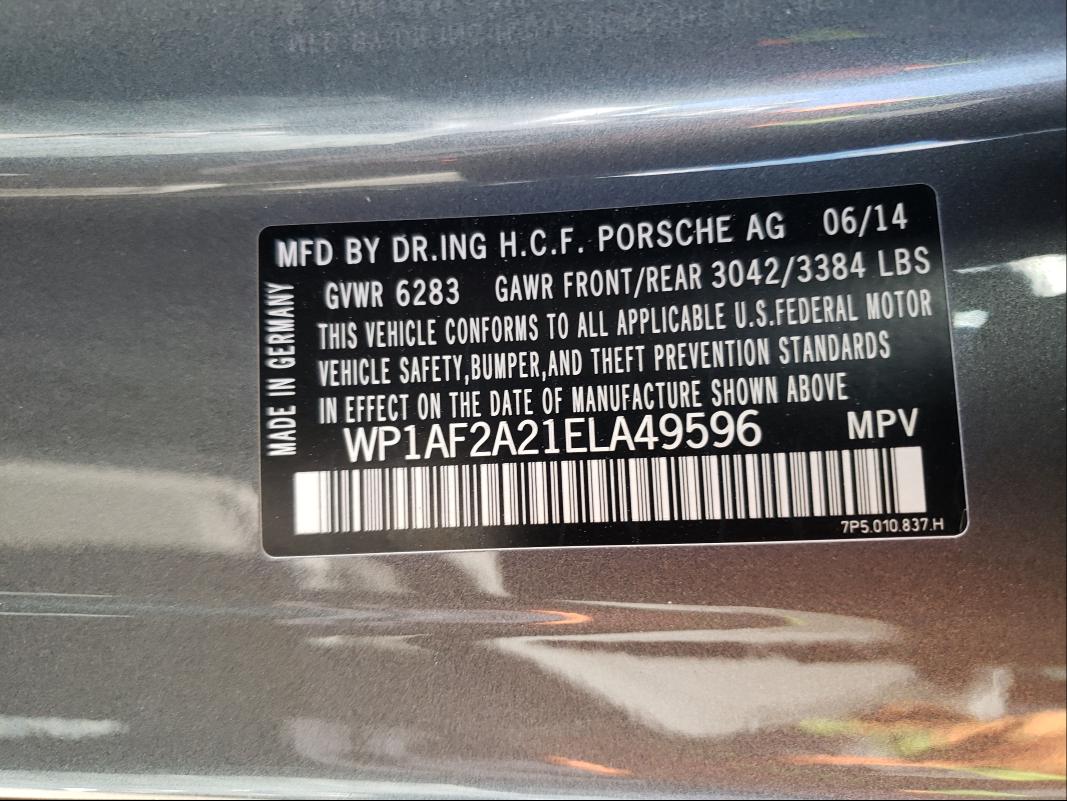 MFD BY DR.ING H.C.F. PORSCHE AG 06/14
GVWR 6283 GAWR FRONT/REAR 3042/3384 LBS
THIS VEHICLE CONFORMS TO ALL APPLICABLE U.S.FEDERAL MOTOR
VEHICLE SAFETY,BUMPER,AND THEFT PREVENTION STANDARDS
IN EFFECT ON THE DATE OF MANUFACTURE SHOWN ABOVE
WP1AF2A21ELA49596 MPV
7P5.010.837.H
MADE IN GERMANY